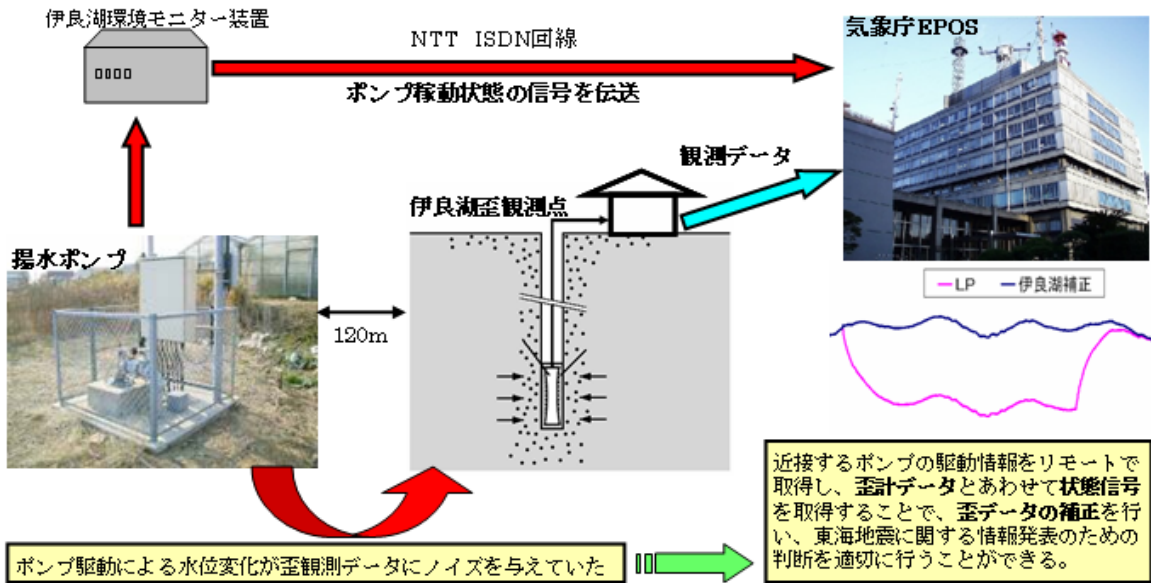 伊良湖環境モニター装置
NTT ISDN回線
ポンプ稼動状態の信号を伝送
気象庁EPOS
観測データ
伊良湖歪観測点
揚水ポンプ
120m
LP
伊良湖補正
近接するポンプの駆動情報をリモートで
取得し、歪計データとあわせて状態信号
を取得することで、歪データの補正を行
い、東海地震に関する情報発表のための
判断を適切に行うことができる。
ポンプ駆動による水位変化が歪観測データにノイズを与えていた